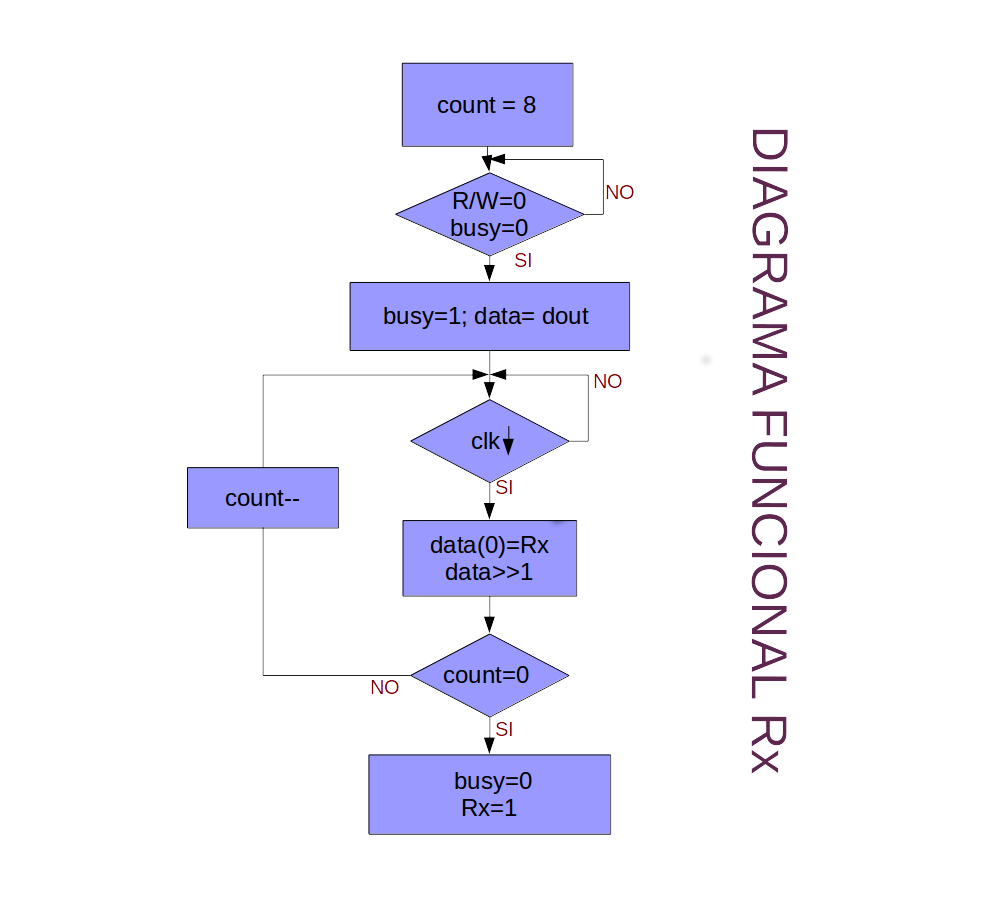 count = 8
NO
R/W=0
busy=0
SI
busy=1; data= dout
NO
clk
SI
count--
data(0)=Rx
data>>1
count=0
NO
SI
busy=0
Rx=1
DIAGRAMA FUNCIONAL Rx